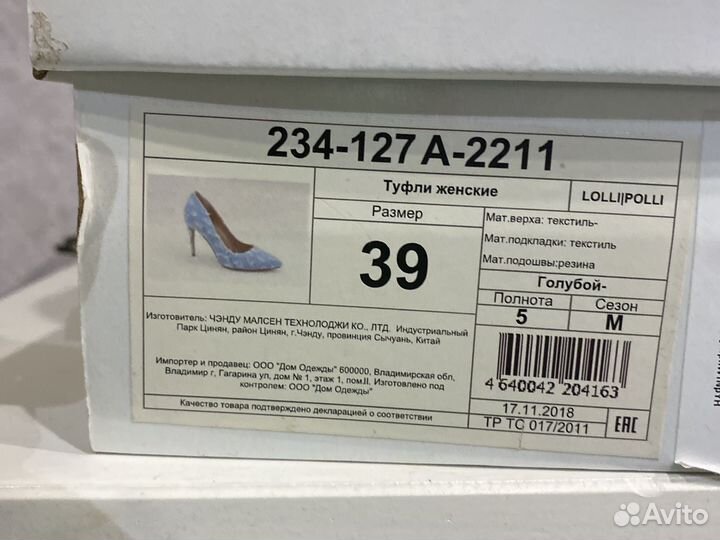 234-127A-2211
Туфли женские
LOLLI|POLLI
Размер
39
Мат.верха: текстиль-
Мат.подкладки: текстиль
Мат.подошвы:резина
Голубой-
Полнота
5
Сезон
М
Изготовитель: ЧЭНДУ МАЛСЕН ТЕХНОЛОДЖИ КО., ЛТД. Индустриальный
Парк Цинян, район Цинян, г.Чэнду, провинция Сычуань, Китай
Импортер и продавец: ООО "Дом Одежды" 600000, Владимирская обл,
Владимир г, Гагарина ул, дом № 1, этаж 1, пом.II. Изготовлено под
контролем: ООО "Дом Одежды"
4 640042 204163
Качество товара подтверждено декларацией о соответствии
17.11.2018
ТР ТС 017/2011
EAC
Avito